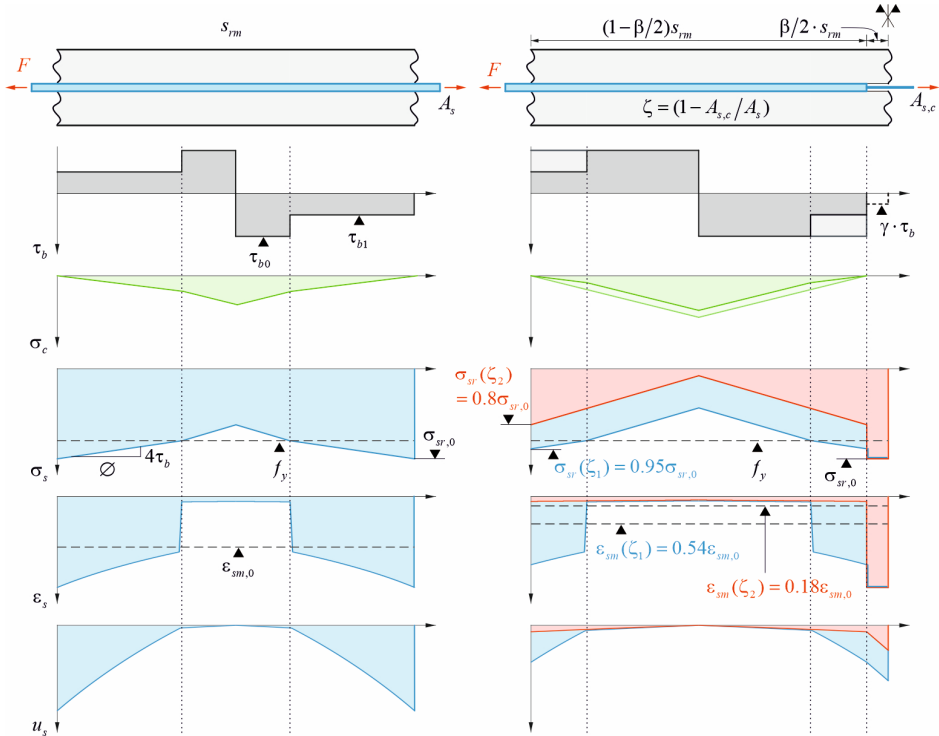 s_rm
(1−β/2)s_rm
β/2 · s_rm
F
A_s
F
A_s,c
ζ = (1−A_s,c/A_s)
τ_b
τ_b0
τ_b1
γ·τ_b
σ_c
σ_sr(ζ_2)
= 0.8σ_sr,0
σ_sr,0
4τ_b
∅
σ_s
f_y
σ_sr(ζ_1) = 0.95σ_sr,0
f_y
σ_sr,0
ε_sm,0
ε_sm(ζ_1) = 0.54ε_sm,0
ε_s
ε_sm(ζ_2) = 0.18ε_sm,0
u_s